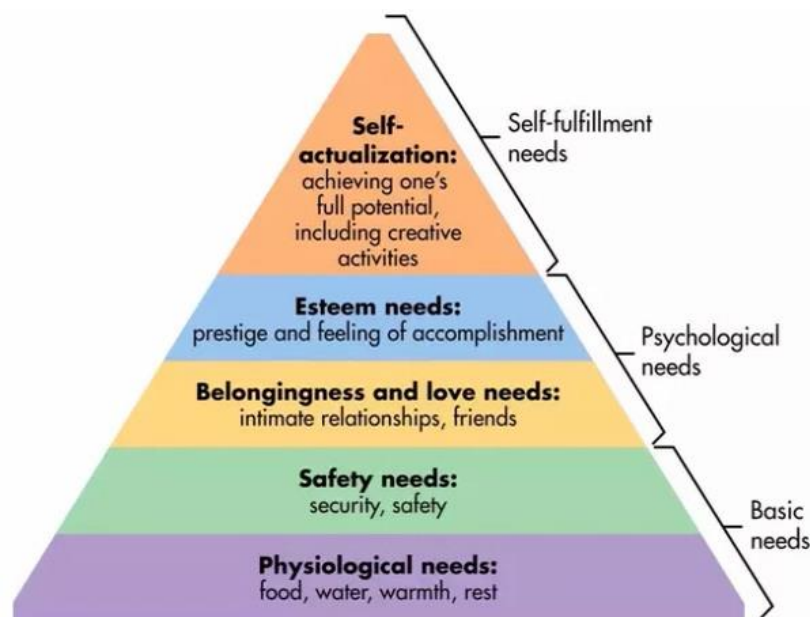 Self-
actualization:
achieving one's
full potential,
including creative
activities
Self-fulfillment
needs
Esteem needs:
prestige and feeling of accomplishment
Psychological
needs
Belongingness and love needs:
intimate relationships, friends
Safety needs:
security, safety
Basic
needs
Physiological needs:
food, water, warmth, rest